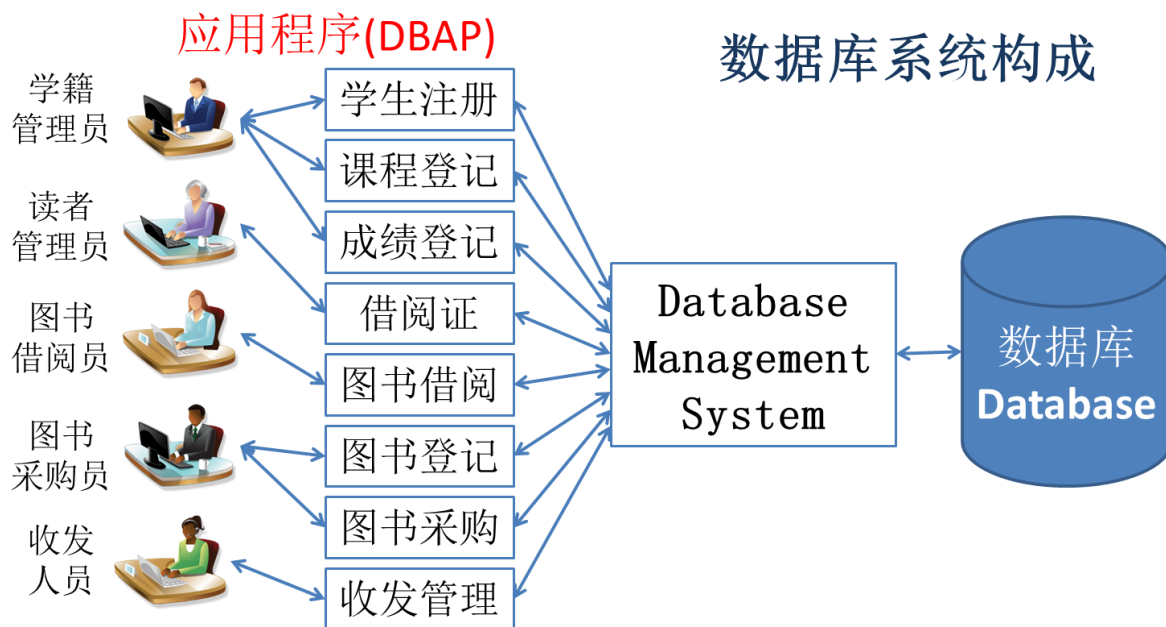 应用程序(DBAP)
数据库系统构成
学籍
管理员
读者
管理员
图书
借阅员
图书
采购员
收发
人员
学生注册
课程登记
成绩登记
借阅证
图书借阅
图书登记
图书采购
收发管理
Database
Management
System
数据库
Database